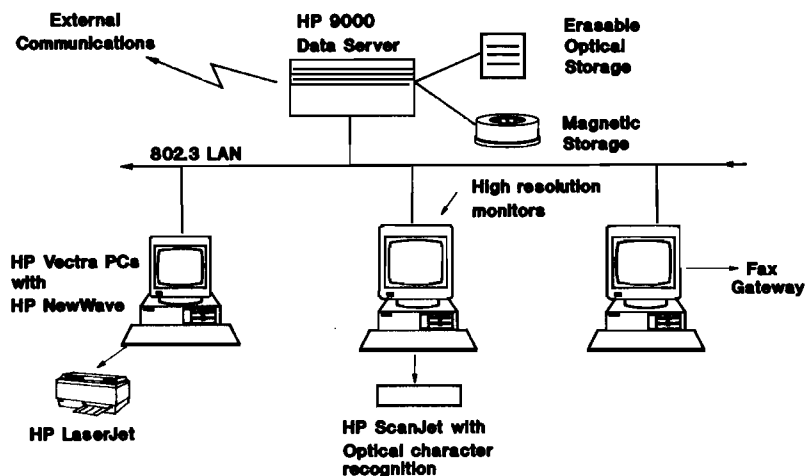 External
Communications
HP 9000
Data Server
Erasable
Optical
Storage
Magnetic
Storage
802.3 LAN
High resolution
monitors
HP Vectra PCs
with
HP NewWave
Fax
Gateway
HP LaserJet
HP ScanJet with
Optical character
recognition